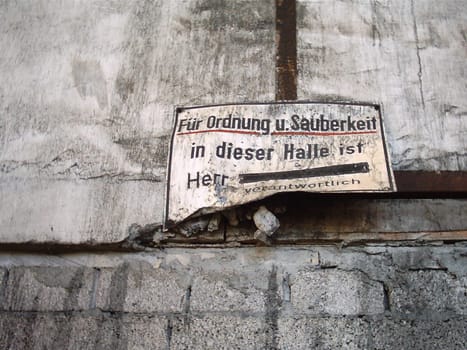 Für Ordnung u. Sauberkeit
in dieser Halle ist
Herr
verantwortlich